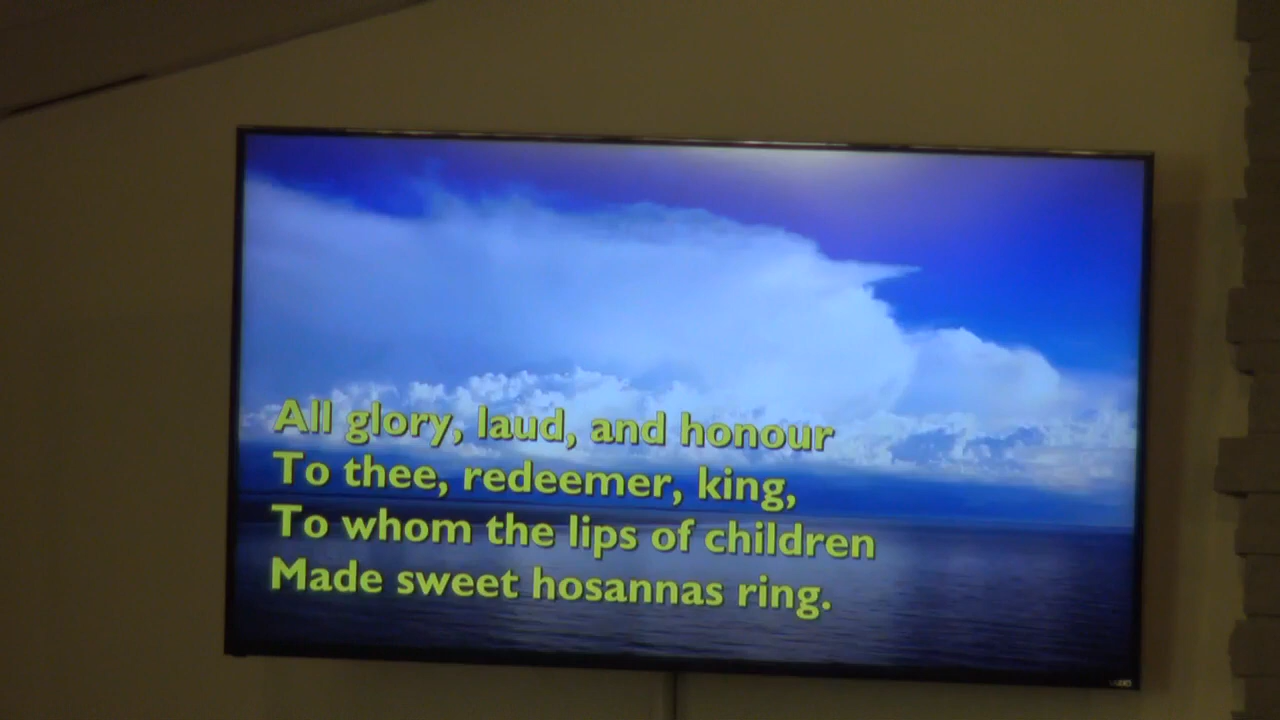 All glory, laud, and honour
To thee, redeemer, king,
To whom the lips of children
Made sweet hosannas ring.
VIZIO